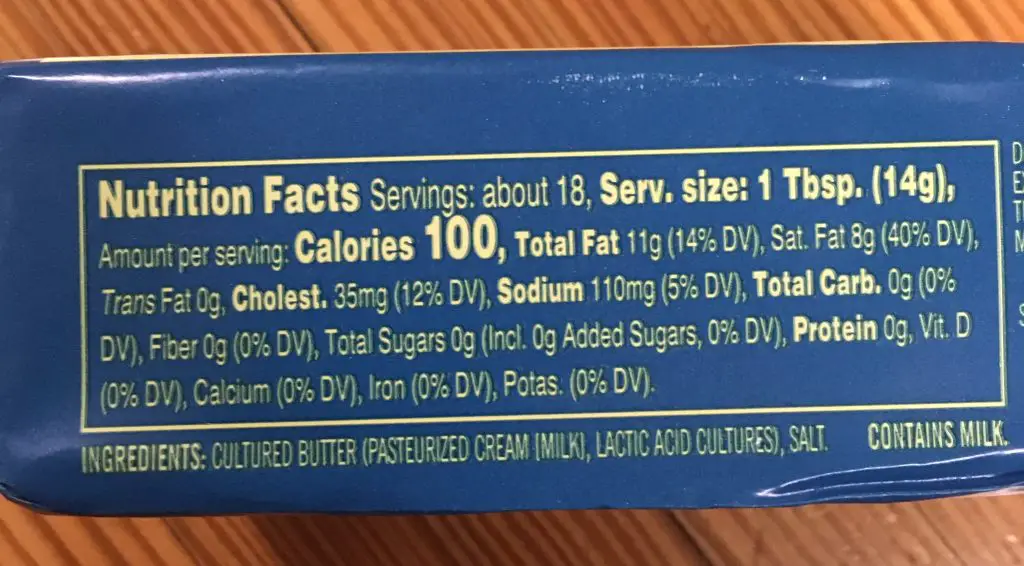 Nutrition Facts Servings: about 18, Serv. size: 1 Tbsp. (14g),
Amount per serving: Calories 100, Total Fat 11g (14% DV), Sat. Fat 8g (40% DV),
Trans Fat 0g, Cholest. 35mg (12% DV), Sodium 110mg (5% DV), Total Carb. 0g (0%
DV), Fiber 0g (0% DV), Total Sugars 0g (Incl. 0g Added Sugars, 0% DV), Protein 0g, Vit. D
(0% DV), Calcium (0% DV), Iron (0% DV), Potas. (0% DV).
INGREDIENTS: CULTURED BUTTER (PASTEURIZED CREAM [MILK), LACTIC ACID CULTURES), SALT. CONTAINS MILK.